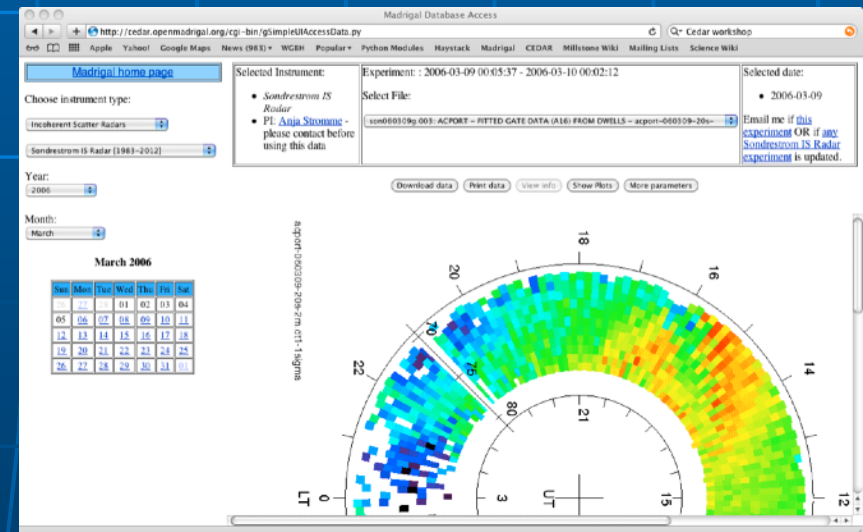 Madrigal Database Access
http://cedar.openmadrigal.org/cgi-bin/gSimpleUIAccessData.py
Cedar workshop
Apple Yahoo! Google Maps News (983) WGBH Popular Python Modules Haystack Madrigal CEDAR Millstone Wiki Mailing Lists Science Wiki
Madrigal home page
Choose instrument type:
Incoherent Scatter Radars
Sondrestrom IS Radar [1983-2012]
Year:
2006
Month:
March
March 2006
Sun Mon Tue Wed Thu Fri Sat
26 27 28 01 02 03 04
05 06 07 08 09 10 11
12 13 14 15 16 17 18
19 20 21 22 23 24 25
26 27 28 29 30 31 01
Selected Instrument:
• Sondrestrom IS
Radar
• PI: Anja Stromme -
please contact before
using this data
Experiment: : 2006-03-09 00:05:37 - 2006-03-10 00:02:12
Select File:
son060309g.003: ACPORT - FITTED GATE DATA (A16) FROM DWELLS - acport-060309-20s-
Selected date:
• 2006-03-09
Email me if this
experiment OR if any
Sondrestrom IS Radar
experiment is updated.
Download data Print data View info Show Plots More parameters
18
16
20
14
22
70
75
80
21
LT 0 3 UT 15 12